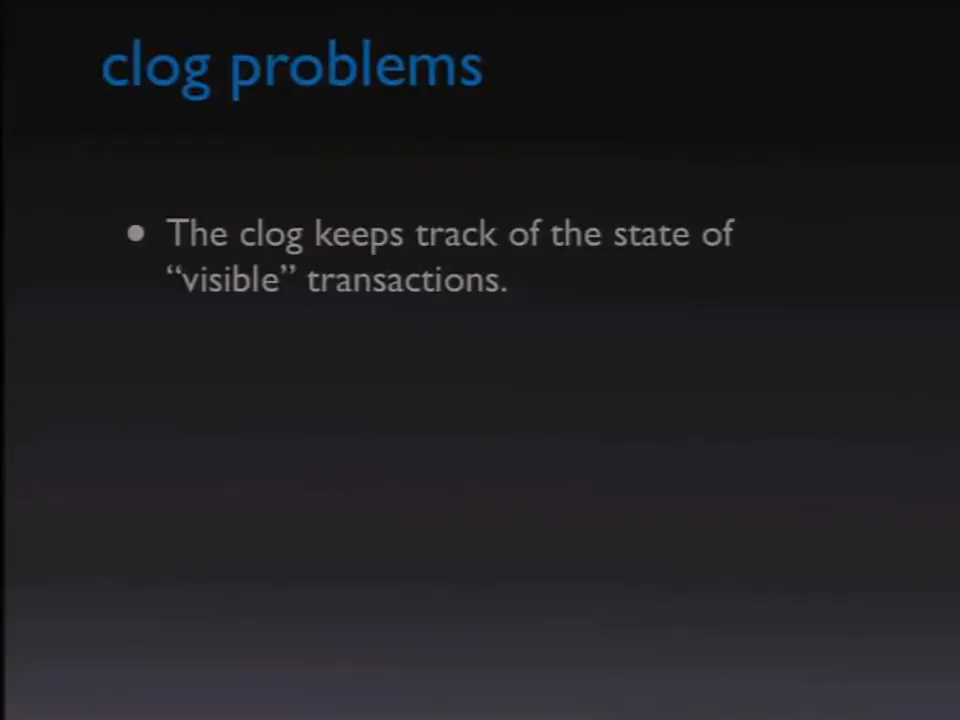 clog problems
• The clog keeps track of the state of
“visible” transactions.